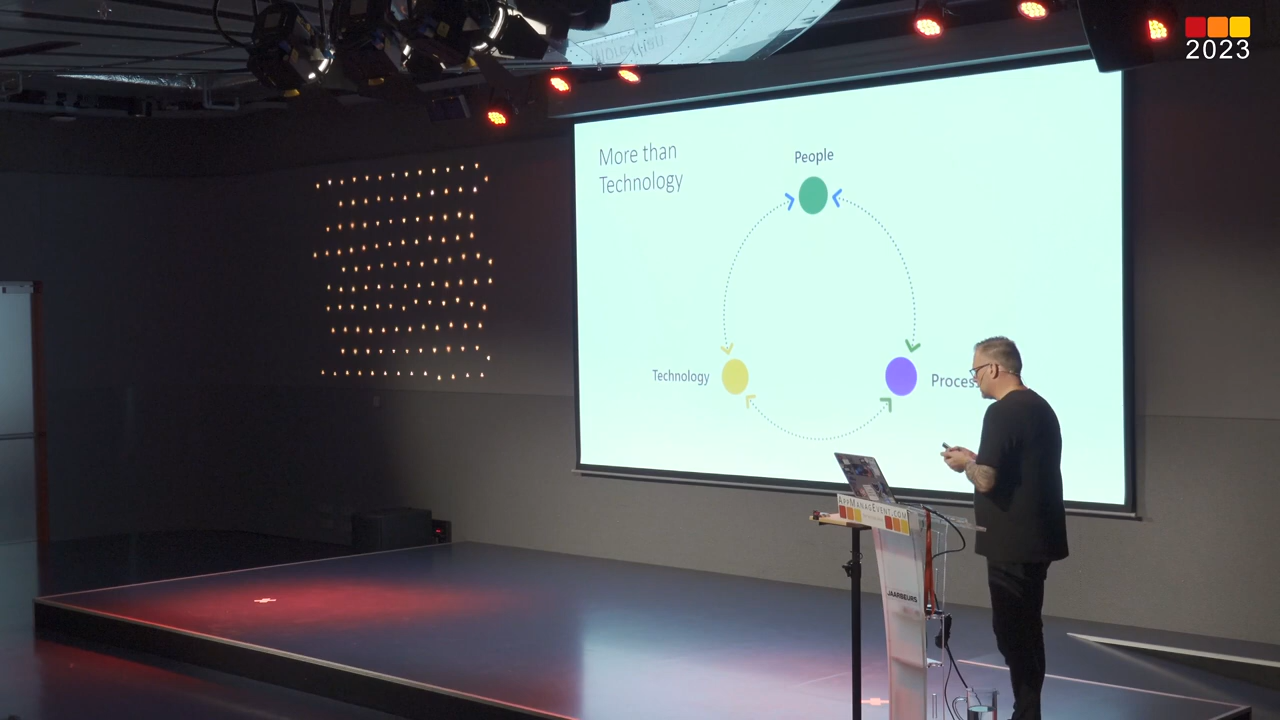 2023
More than
Technology
People
Technology
Process
APPMANAGEVENT.COM
JAARBEURS